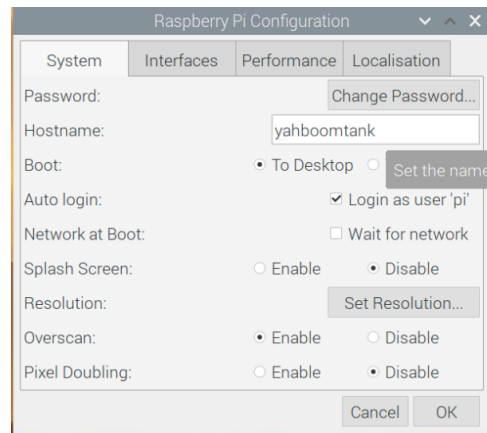 Raspberry Pi Configuration
System Interfaces Performance Localisation
Password: Change Password...
Hostname: yahboomtank
Boot: To Desktop
Set the name
Auto login: Login as user 'pi'
Network at Boot: Wait for network
Splash Screen: Enable Disable
Resolution: Set Resolution...
Overscan: Enable Disable
Pixel Doubling: Enable Disable
Cancel OK